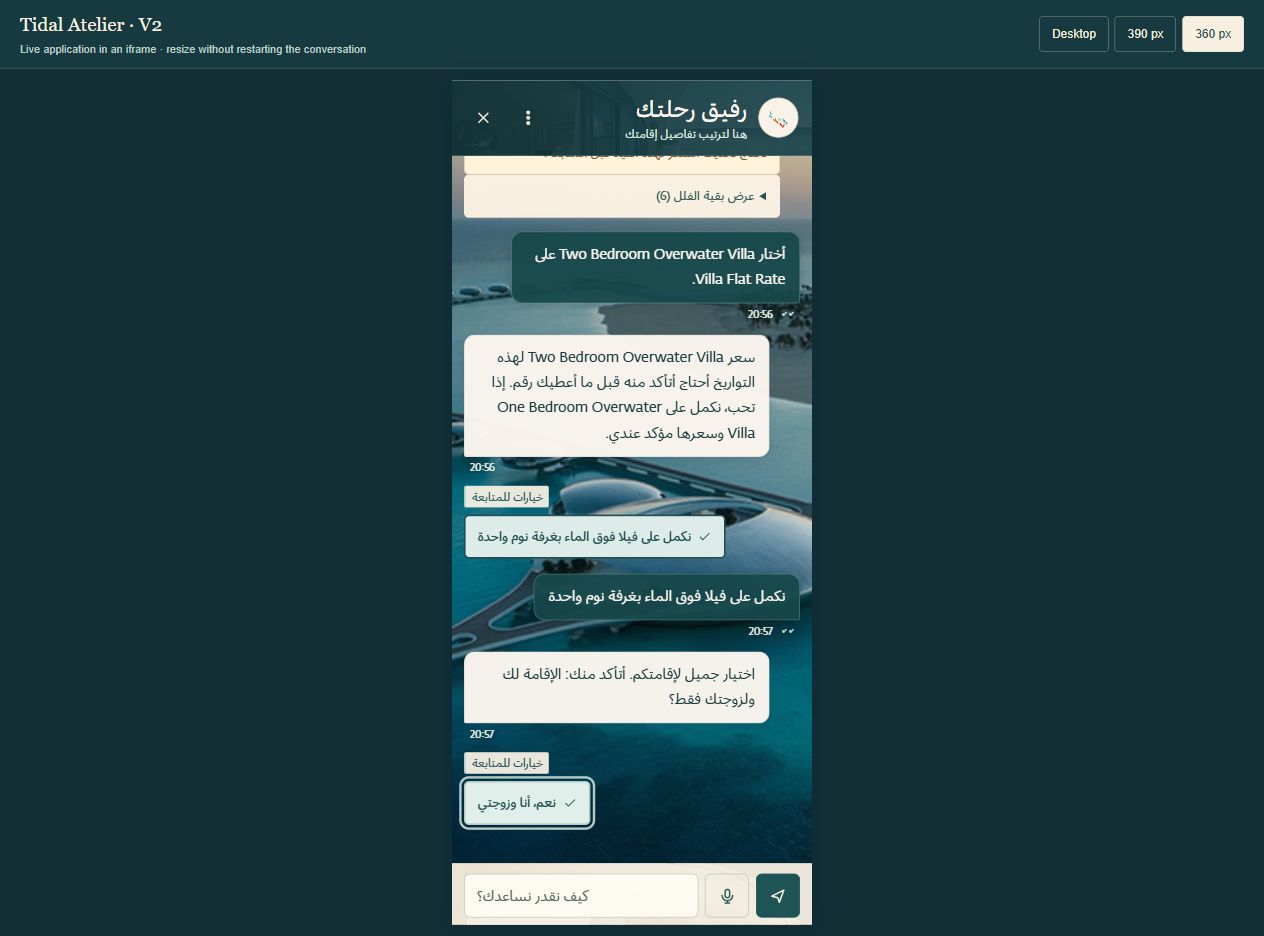 Tidal Atelier · V2
Live application in an iframe · resize without restarting the conversation
Desktop
390 px
360 px
رفيق رحلتك
هنا لترتيب تفاصيل إقامتك
عرض بقية الفلل (6)
أختار Two Bedroom Overwater Villa على
Villa Flat Rate.
20:56
سعر Two Bedroom Overwater Villa لهذه
التواريخ أحتاج أتأكد منه قبل ما أعطيك رقم. إذا
تحب، نكمل على One Bedroom Overwater
Villa وسعرها مؤكد عندي.
20:56
خيارات للمتابعة
نكمل على فيلا فوق الماء بغرفة نوم واحدة
نكمل على فيلا فوق الماء بغرفة نوم واحدة
20:57
اختيار جميل لإقامتكم. أتأكد منك: الإقامة لك
ولزوجتك فقط؟
20:57
خيارات للمتابعة
نعم، أنا وزوجتي
كيف نقدر نساعدك؟